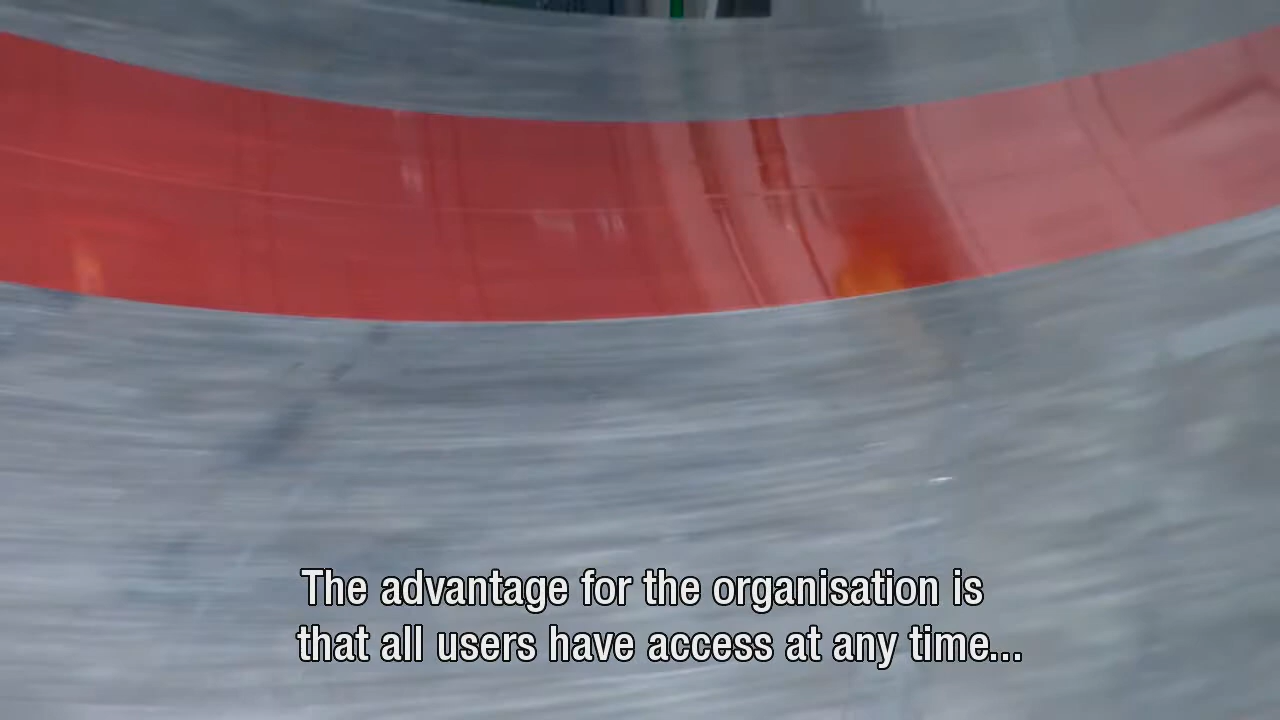 The advantage for the organisation is
that all users have access at any time...